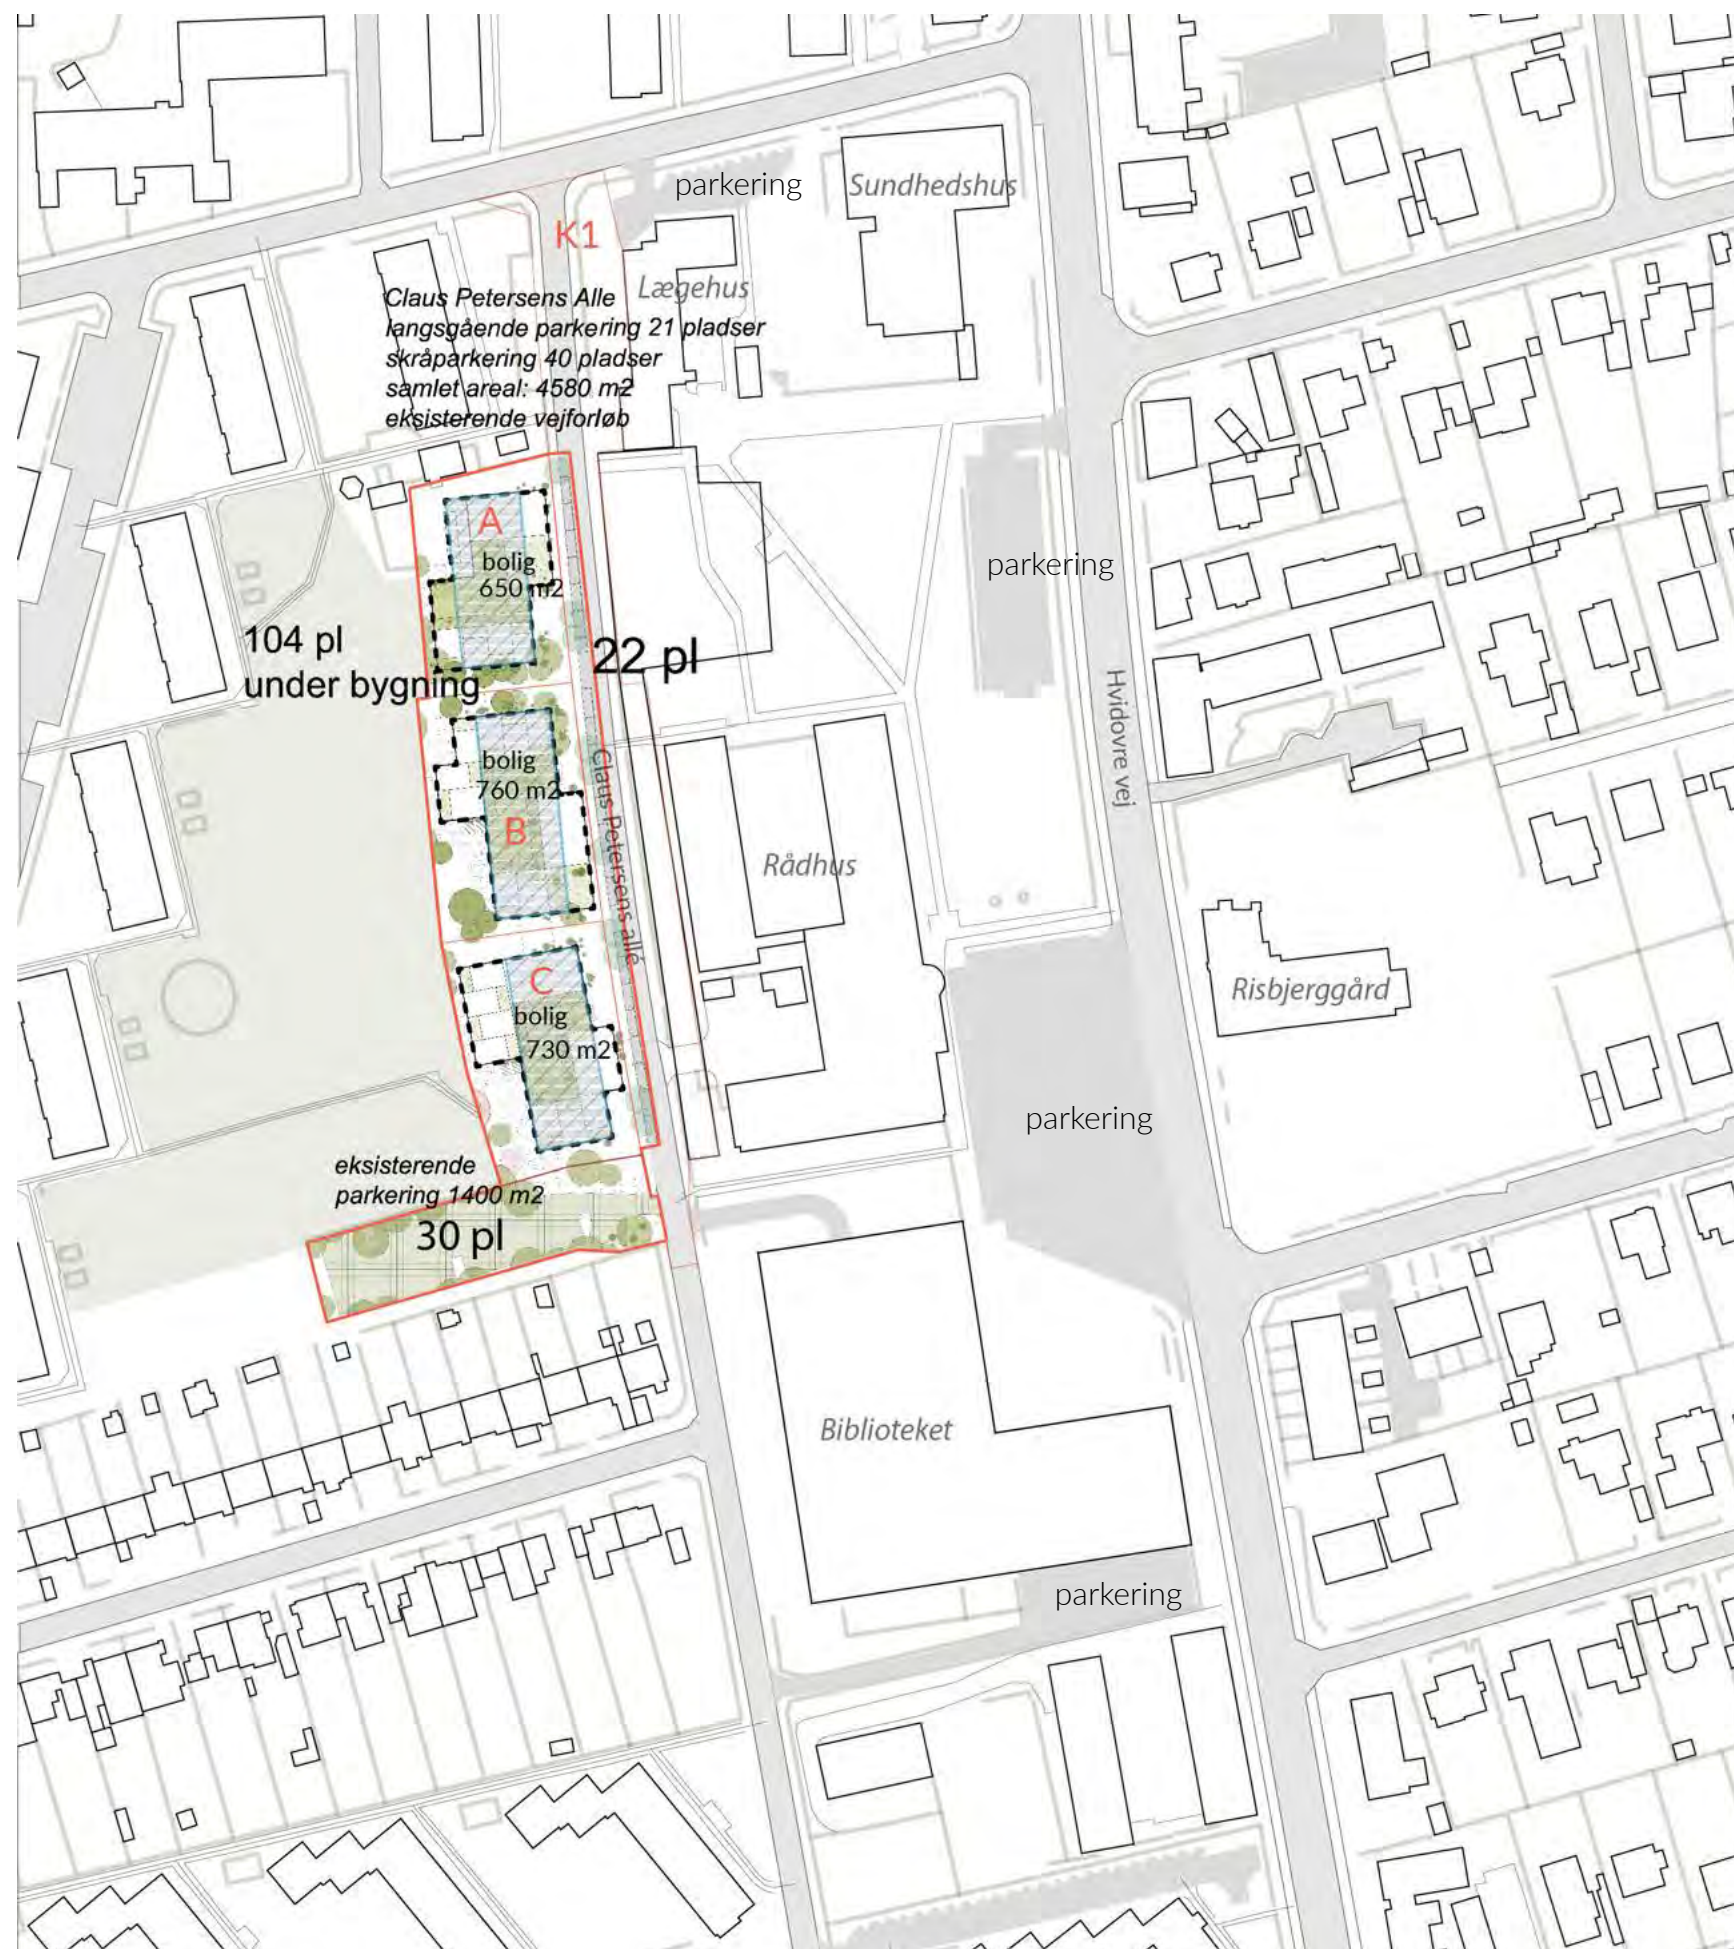 parkering
Sundhedshus
K1
Lægehus
Claus Petersens Alle
langsgående parkering 21 pladser
skråparkering 40 pladser
samlet areal: 4580 m2
eksisterende vejforløb
A
bolig
650 m2
parkering
104 pl
under bygning
22 pl
Hvidovre vej
bolig
760 m2
B
Claus Petersens allé
Rådhus
C
bolig
730 m2
Risbjerggård
parkering
eksisterende
parkering 1400 m2
30 pl
Biblioteket
parkering